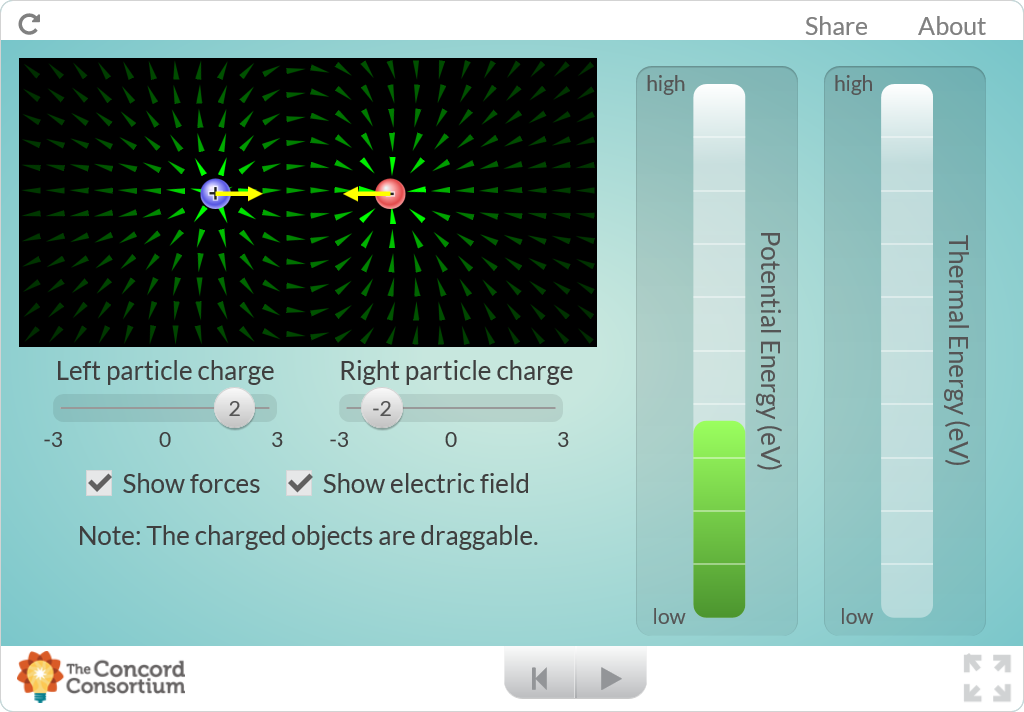 Share About
high
high
+
-
Potential Energy (eV)
Thermal Energy (eV)
Left particle charge
Right particle charge
2
-2
-3 0 3
-3 0 3
Show forces
Show electric field
Note: The charged objects are draggable.
low
low
The Concord
Consortium